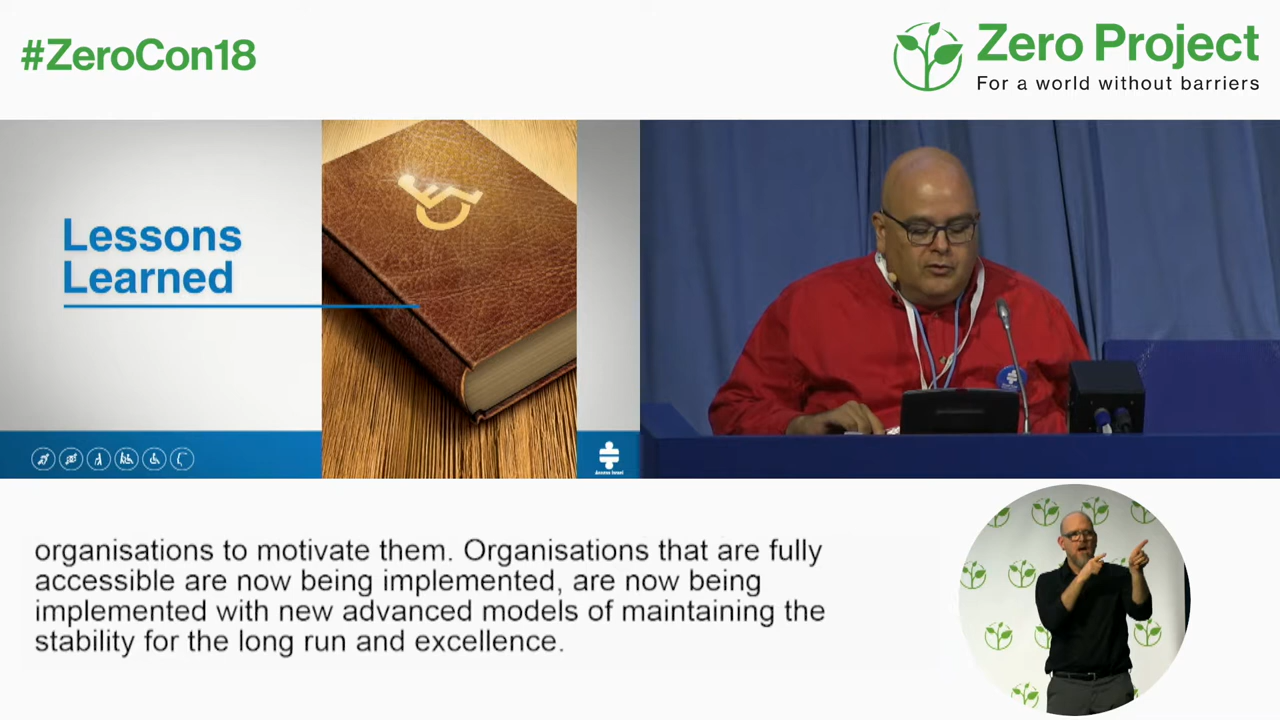 #ZeroCon18
Zero Project
For a world without barriers
Lessons
Learned
access israel
organisations to motivate them. Organisations that are fully
accessible are now being implemented, are now being
implemented with new advanced models of maintaining the
stability for the long run and excellence.